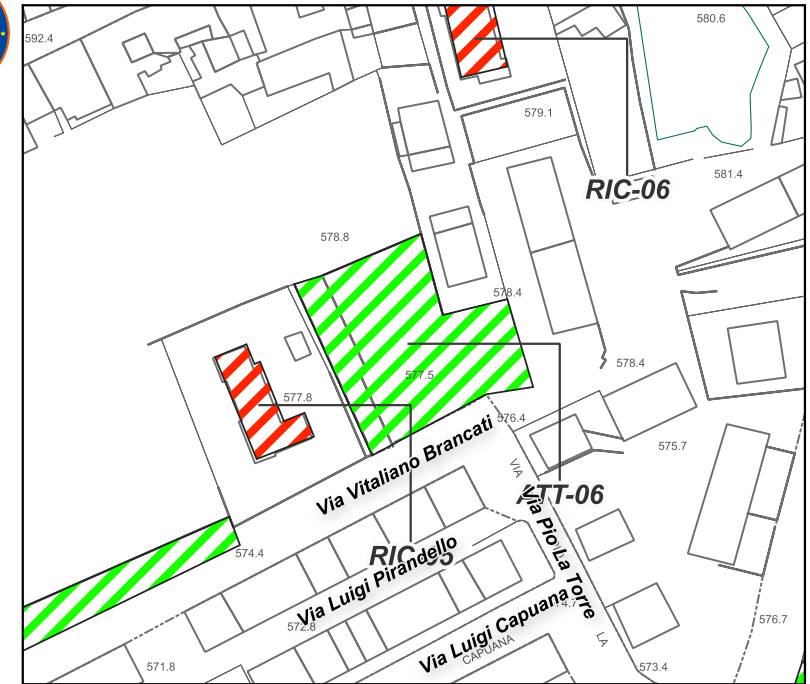 592.4
580.6
579.1
RIC-06
581.4
578.8
578.4
578.4
577.5
577.8
576.4
575.7
Via Vitaliano Brancati
VIA
ATT-06
Via Pio La Torre
574.4
Via Luigi Pirandello
Via Luigi Capuana
CAPUANA
572.8
576.7
LA
571.8
573.4